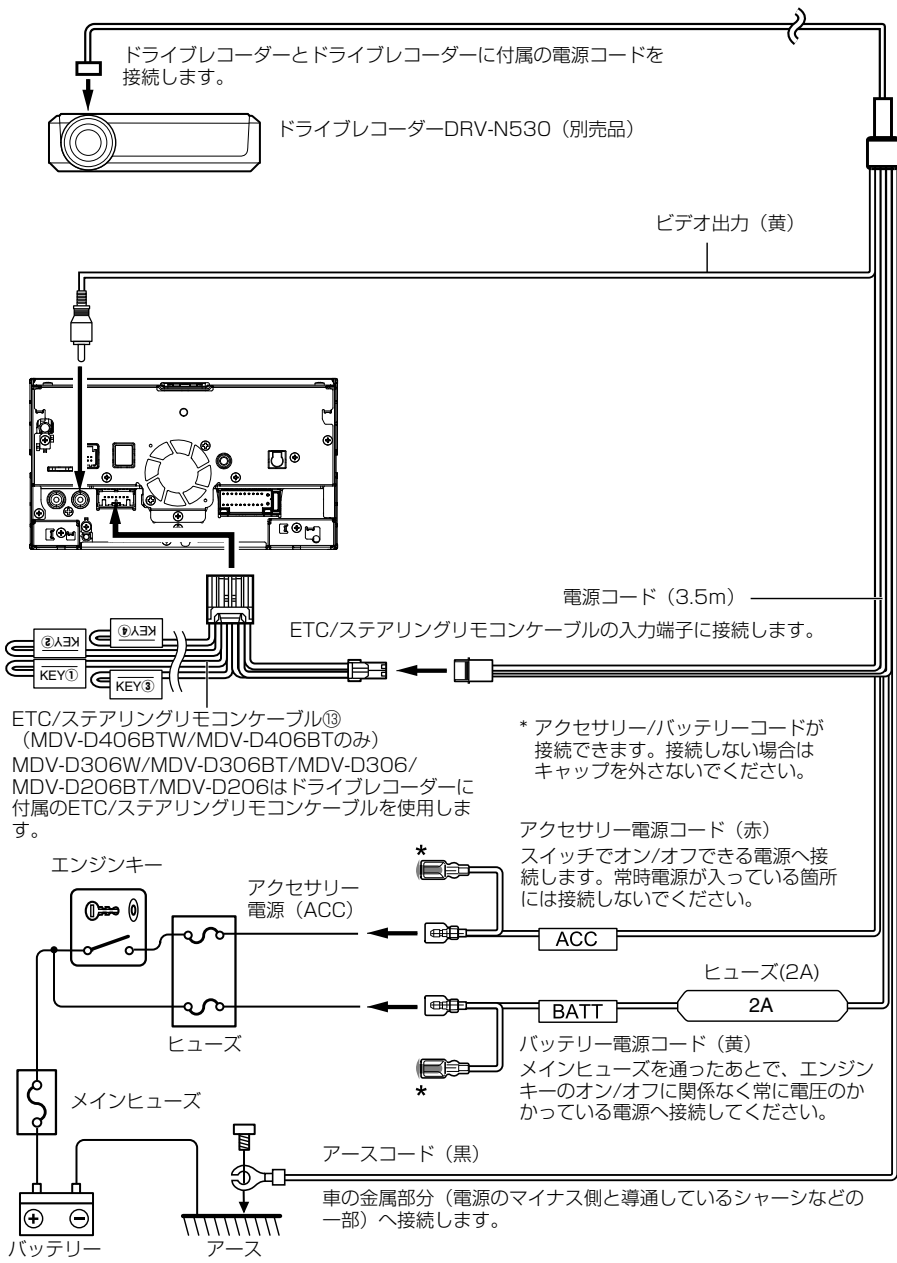 ドライブレコーダーとドライブレコーダーに付属の電源コードを
接続します。
ドライブレコーダーDRV-N530（別売品）
ビデオ出力（黄）
電源コード（3.5m）
ETC/ステアリングリモコンケーブルの入力端子に接続します。
KEY②
KEY④
KEY①
KEY③
ETC/ステアリングリモコンケーブル⑬
（MDV-D406BTW/MDV-D406BTのみ）
MDV-D306W/MDV-D306BT/MDV-D306/
MDV-D206BT/MDV-D206はドライブレコーダーに
付属のETC/ステアリングリモコンケーブルを使用しま
す。
* アクセサリー/バッテリーコードが
接続できます。接続しない場合は
キャップを外さないでください。
アクセサリー電源コード（赤）
スイッチでオン/オフできる電源へ接
続します。常時電源が入っている箇所
には接続しないでください。
*
エンジンキー
アクセサリー
電源（ACC）
ACC
ヒューズ(2A)
BATT
2A
ヒューズ
バッテリー電源コード（黄）
メインヒューズを通ったあとで、エンジン
キーのオン/オフに関係なく常に電圧のか
かっている電源へ接続してください。
*
メインヒューズ
アースコード（黒）
車の金属部分（電源のマイナス側と導通しているシャーシなどの
一部）へ接続します。
バッテリー
アース